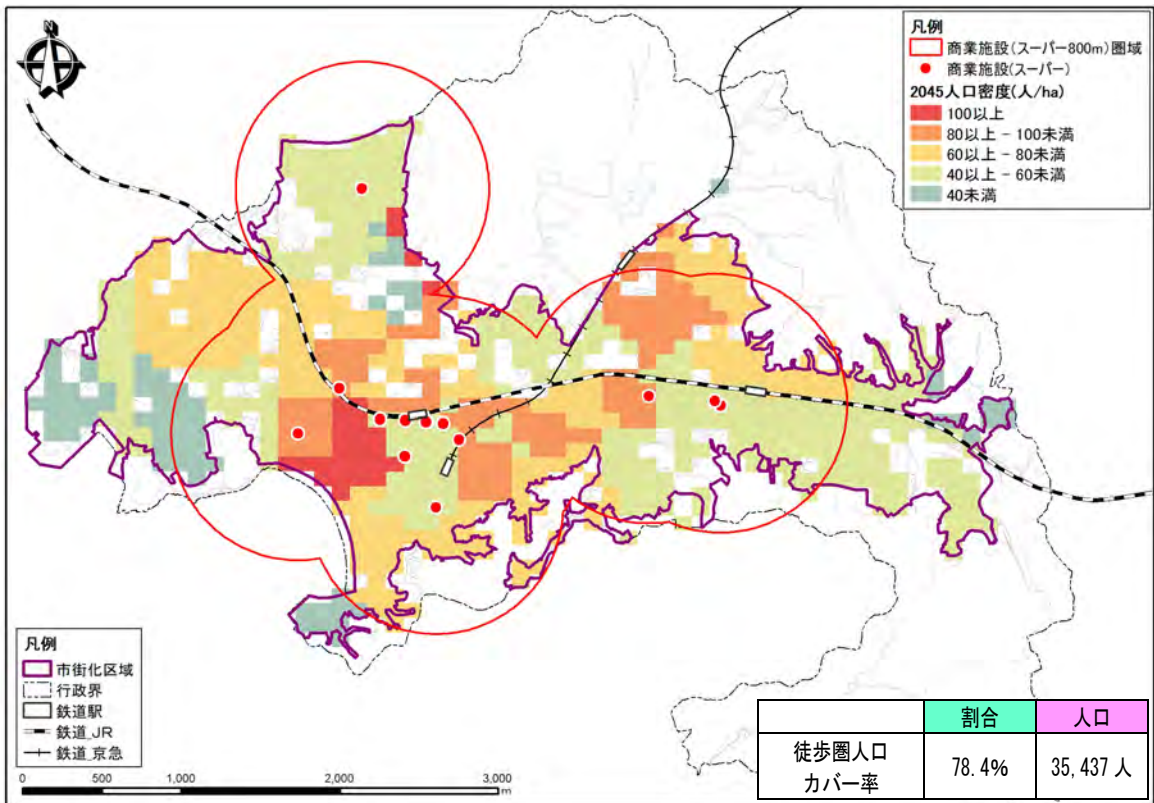 凡例
商業施設(スーパー800m)圏域
商業施設(スーパー)
2045人口密度(人/ha)
100以上
80以上 - 100未満
60以上 - 80未満
40以上 - 60未満
40未満
凡例
市街化区域
行政界
鉄道駅
鉄道_JR
鉄道_京急
0 500 1,000 2,000 3,000
m
割合 人口
徒歩圏人口
カバー率 78.4% 35,437 人